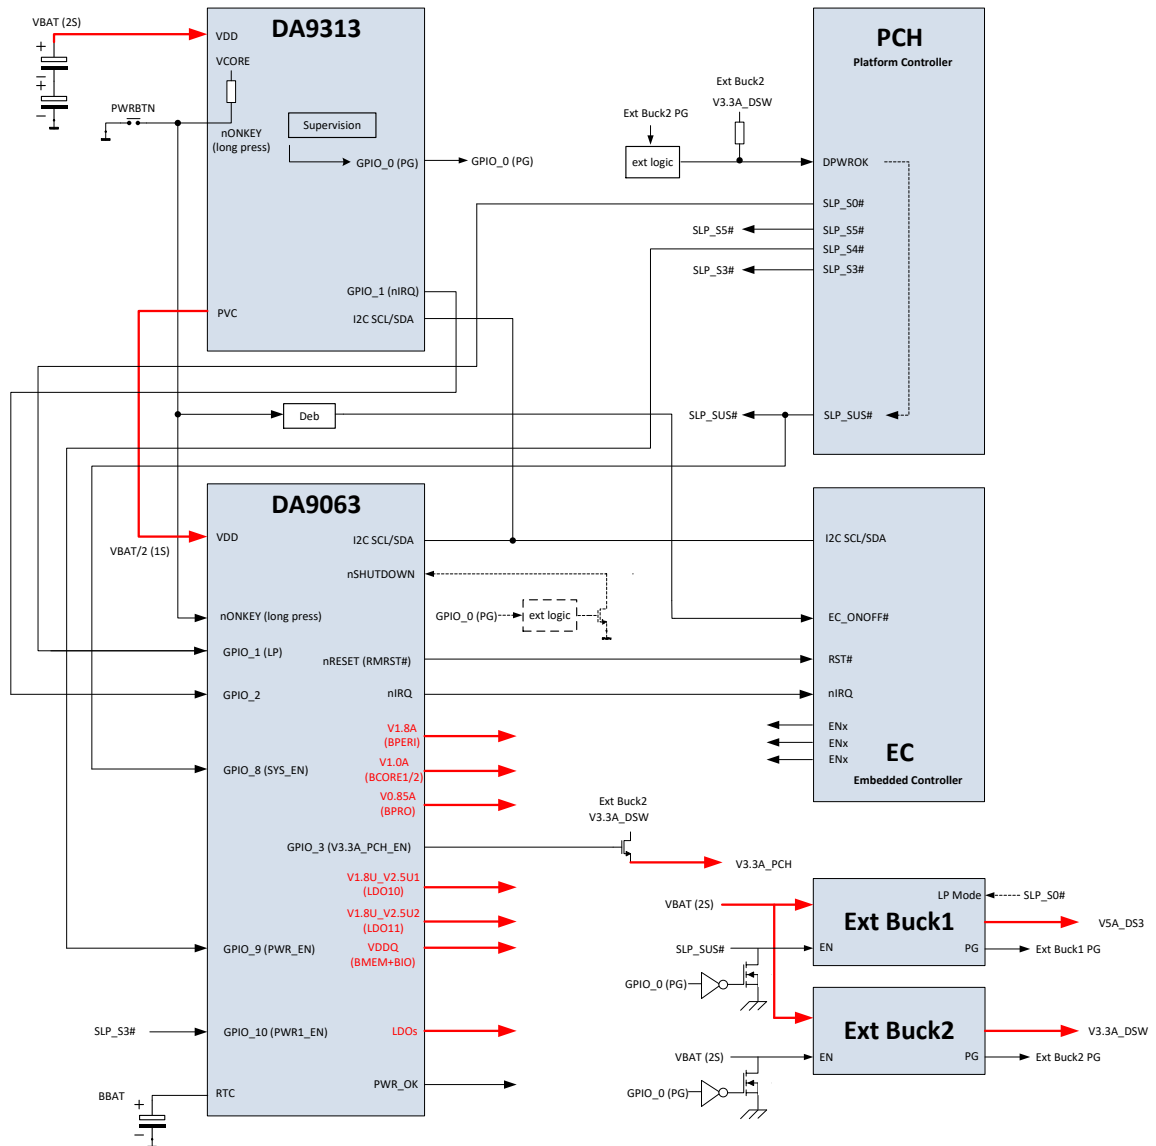 DA9313
VBAT (2S)
VDD
VCORE
+
−
+
−
PWRBTN
nONKEY
(long press)
Supervision
GPIO_0 (PG)
GPIO_0 (PG)
GPIO_1 (nIRQ)
I2C SCL/SDA
PVC
PCH
Platform Controller
Ext Buck2
V3.3A_DSW
Ext Buck2 PG
ext logic
DPWROK
SLP_S0#
SLP_S5#
SLP_S5#
SLP_S4#
SLP_S3#
SLP_S3#
SLP_SUS#
SLP_SUS#
Deb
DA9063
VDD
VBAT/2 (1S)
I2C SCL/SDA
nSHUTDOWN
GPIO_0 (PG)
ext logic
nONKEY (long press)
GPIO_1 (LP)
nRESET (RMRST#)
GPIO_2
nIRQ
V1.8A
(BPERI)
GPIO_8 (SYS_EN)
V1.0A
(BCORE1/2)
V0.85A
(BPRO)
GPIO_3 (V3.3A_PCH_EN)
Ext Buck2
V3.3A_DSW
V3.3A_PCH
V1.8U_V2.5U1
(LDO10)
V1.8U_V2.5U2
(LDO11)
GPIO_9 (PWR_EN)
VDDQ
(BMEM+BIO)
SLP_S3#
GPIO_10 (PWR1_EN)
LDOs
PWR_OK
BBAT
RTC
+
−
I2C SCL/SDA
EC_ONOFF#
RST#
nIRQ
ENx
ENx
ENx
EC
Embedded Controller
VBAT (2S)
LP Mode
SLP_S0#
Ext Buck1
V5A_DS3
SLP_SUS#
EN
PG
Ext Buck1 PG
GPIO_0 (PG)
Ext Buck2
V3.3A_DSW
VBAT (2S)
EN
PG
Ext Buck2 PG
GPIO_0 (PG)